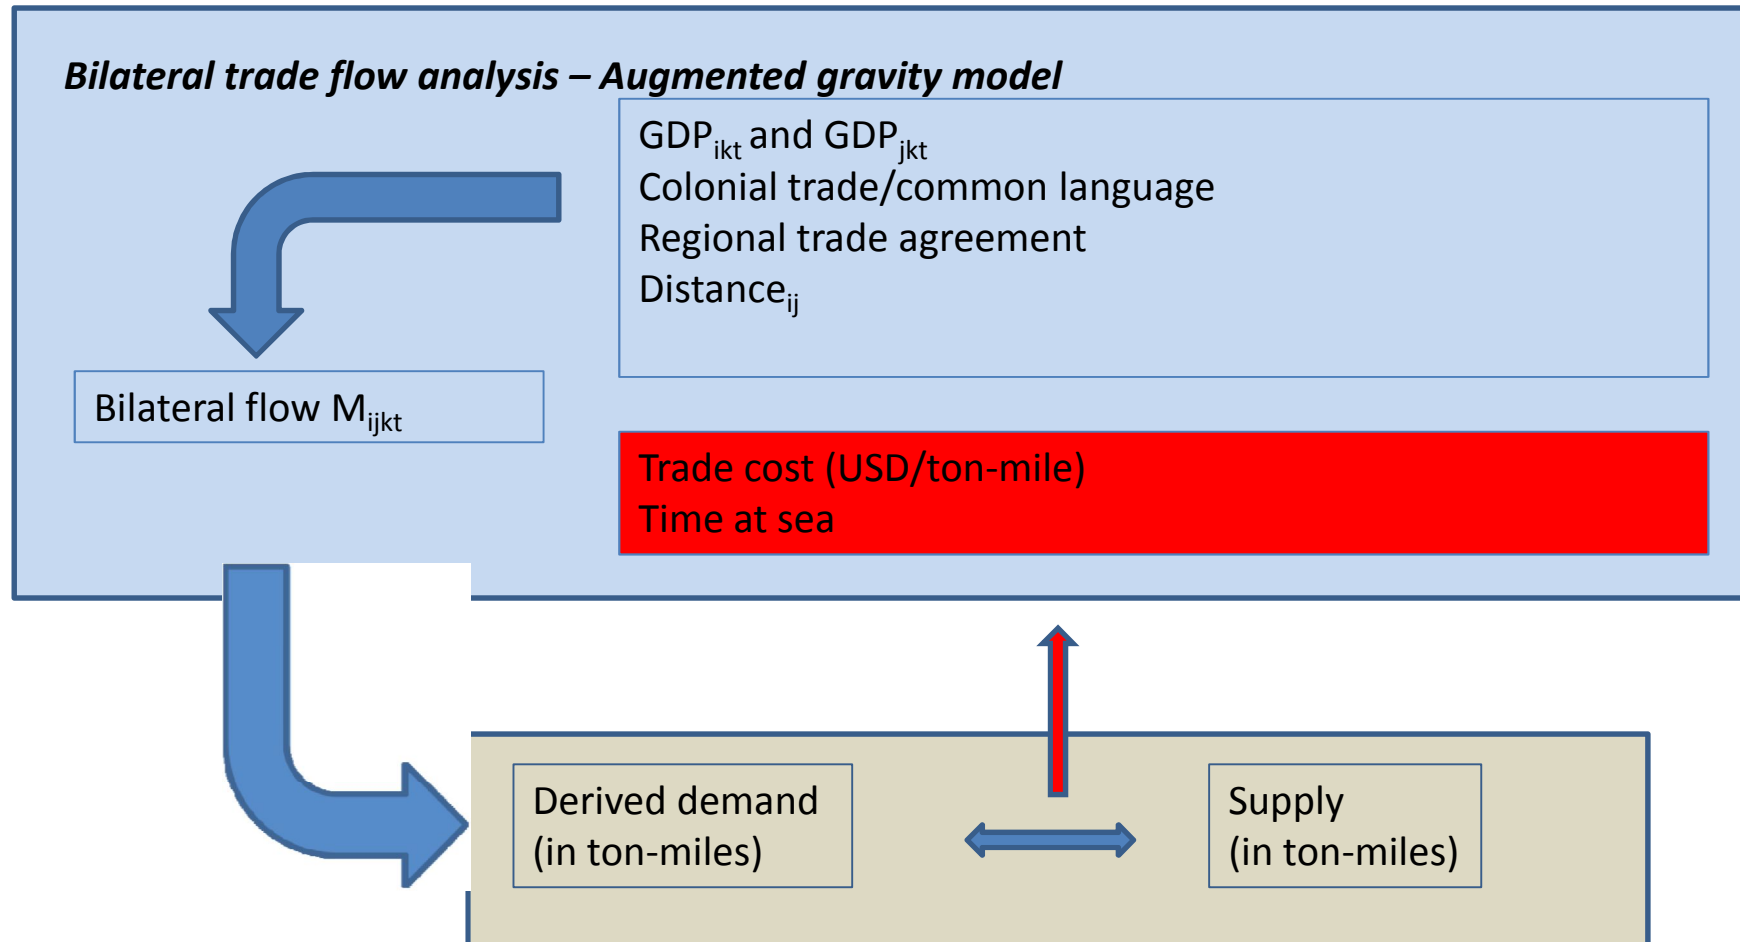 Bilateral trade flow analysis – Augmented gravity model
GDPikt and GDPjkt
Colonial trade/common language
Regional trade agreement
Distanceij
Bilateral flow Mijkt
Trade cost (USD/ton-mile)
Time at sea
Derived demand
(in ton-miles)
Supply
(in ton-miles)